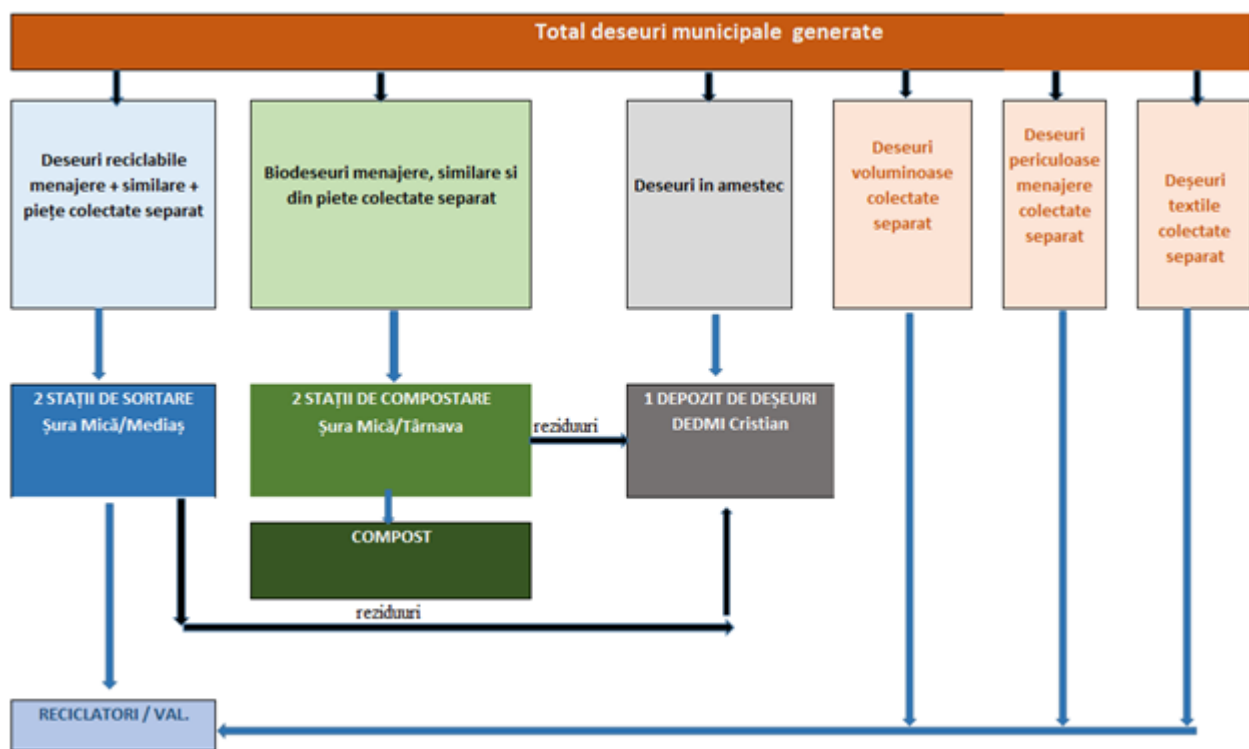 Total deseuri municipale generate
Deseuri reciclabile
menajere + similare +
piețe colectate separat
Biodeseuri menajere, similare si
din piete colectate separat
Deseuri in amestec
Deseuri
voluminoase
colectate
separat
Deseuri
periculoase
menajere
colectate
separat
Deșeuri
textile
colectate
separat
2 STAȚII DE SORTARE
Șura Mică/Mediaș
2 STAȚII DE COMPOSTARE
Șura Mică/Târnava
reziduuri
1 DEPOZIT DE DEȘEURI
DEDMI Cristian
COMPOST
reziduuri
RECICLATORI / VAL.